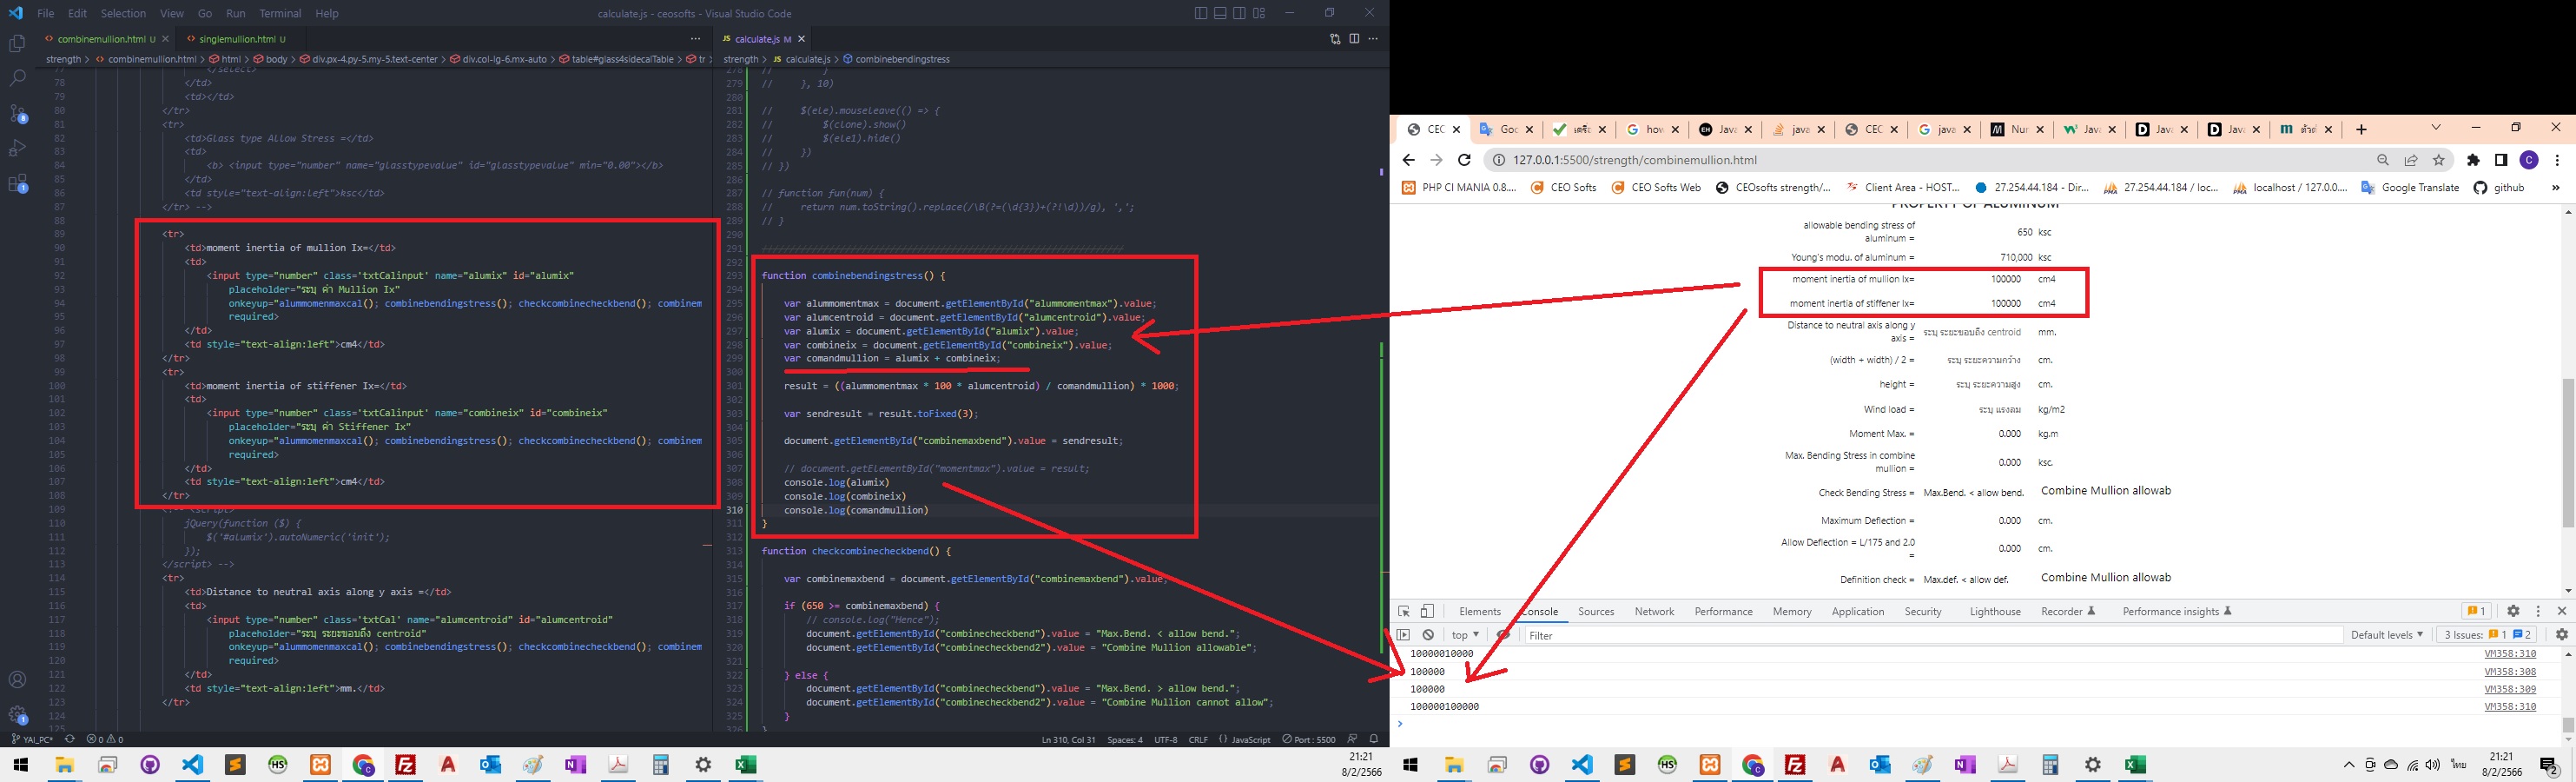 File Edit Selection View Go Run Terminal Help
calculate.js - ceosofts - Visual Studio Code
combinemullion.html U
singlemullion.html U
strength > combinemullion.html > html > body > div.px-4.py-5.my-5.text-center > div.col-lg-6.mx-auto > table#glass4sidecalTable > tr
77 </select>
78 </td>
79 <td></td>
80 </tr>
81 <tr>
82 <td>Glass type Allow Stress =</td>
83 <td>
84 <b> <input type="number" name="glasstypevalue" id="glasstypevalue" min="0.00"></b>
85 </td>
86 <td style="text-align:left">ksc</td>
87 </tr> -->
88
89 <tr>
90 <td>moment inertia of mullion Ix=</td>
91 <td>
92 <input type="number" class='txtCalinput' name="alumix" id="alumix"
93 placeholder="ระบุ ค่า Mullion Ix"
94 onkeyup="alummomenmaxcal(); combinebendingstress(); checkcombinecheckbend(); combinem
95 required>
96 </td>
97 <td style="text-align:left">cm4</td>
98 </tr>
99 <tr>
100 <td>moment inertia of stiffener Ix=</td>
101 <td>
102 <input type="number" class='txtCalinput' name="combineix" id="combineix"
103 placeholder="ระบุ ค่า Stiffener Ix"
104 onkeyup="alummomenmaxcal(); combinebendingstress(); checkcombinecheckbend(); combinem
105 required>
106 </td>
107 <td style="text-align:left">cm4</td>
108 </tr>
109 <!-- <script>
110 jQuery(function ($) {
111 $('#alumix').autoNumeric('init');
112 });
113 </script> -->
114 <tr>
115 <td>Distance to neutral axis along y axis =</td>
116 <td>
117 <input type="number" class='txtCal' name="alumcentroid" id="alumcentroid"
118 placeholder="ระบุ ระยะขอบถึง centroid"
119 onkeyup="alummomenmaxcal(); combinebendingstress(); checkcombinecheckbend(); combinem
120 required>
121 </td>
122 <td style="text-align:left">mm.</td>
123 </tr>
124
125
calculate.js M
strength > calculate.js > combinebendingstress
278 // }
279 // }, 10)
280
281 // $(ele).mouseleave(() => {
282 // $(clone).show()
283 // $(ele1).hide()
284 // })
285 // })
286
287 // function fun(num) {
288 // return num.toString().replace(/\B(?=(\d{3})+(?!\d))/g), ',';
289 // }
290
291 ////////////////////////////////////////////////////////////////
292
293 function combinebendingstress() {
294
295 var alummomentmax = document.getElementById("alummomentmax").value;
296 var alumcentroid = document.getElementById("alumcentroid").value;
297 var alumix = document.getElementById("alumix").value;
298 var combineix = document.getElementById("combineix").value;
299 var comandmullion = alumix + combineix;
300
301 result = ((alummomentmax * 100 * alumcentroid) / comandmullion) * 1000;
302
303 var sendresult = result.toFixed(3);
304
305 document.getElementById("combinemaxbend").value = sendresult;
306
307 // document.getElementById("momentmax").value = result;
308 console.log(alumix)
309 console.log(combineix)
310 console.log(comandmullion)
311 }
312
313 function checkcombinecheckbend() {
314
315 var combinemaxbend = document.getElementById("combinemaxbend").value;
316
317 if (650 >= combinemaxbend) {
318 // console.log("Hence");
319 document.getElementById("combinecheckbend").value = "Max.Bend. < allow bend.";
320 document.getElementById("combinecheckbend2").value = "Combine Mullion allowable";
321
322 } else {
323 document.getElementById("combinecheckbend").value = "Max.Bend. > allow bend.";
324 document.getElementById("combinecheckbend2").value = "Combine Mullion cannot allow";
325 }
326 }
YAI_PC* 0 0 Ln 310, Col 31 Spaces: 4 UTF-8 CRLF {} JavaScript Port : 5500
21:21
8/2/2566
CEC Goo เครื่อ how Java java CEC java Nur Java Java Java ตัวดำ
127.0.0.1:5500/strength/combinemullion.html
PHP CI MANIA 0.8.... CEO Softs CEO Softs Web CEOsofts strength/... Client Area - HOST... 27.254.44.184 - Dir... 27.254.44.184 / loc... localhost / 127.0.0.... Google Translate github »
PROPERTY OF ALUMINUM
allowable bending stress of aluminum = 650 ksc
Young's modu. of aluminum = 710,000 ksc
moment inertia of mullion Ix= 100000 cm4
moment inertia of stiffener Ix= 100000 cm4
Distance to neutral axis along y axis = ระบุ ระยะขอบถึง centroid mm.
(width + width) / 2 = ระบุ ระยะความกว้าง cm.
height = ระบุ ระยะความสูง cm.
Wind load = ระบุ แรงลม kg/m2
Moment Max. = 0.000 kg.m
Max. Bending Stress in combine mullion = 0.000 ksc.
Check Bending Stress = Max.Bend. < allow bend. Combine Mullion allowab
Maximum Deflection = 0.000 cm.
Allow Deflection = L/175 and 2.0 = 0.000 cm.
Definition check = Max.def. < allow def. Combine Mullion allowab
Elements Console Sources Network Performance Memory Application Security Lighthouse Recorder Performance insights 1
top Filter Default levels 3 Issues: 1 2
10000010000 VM358:310
100000 VM358:308
100000 VM358:309
100000100000 VM358:310
ไทย
21:21
8/2/2566